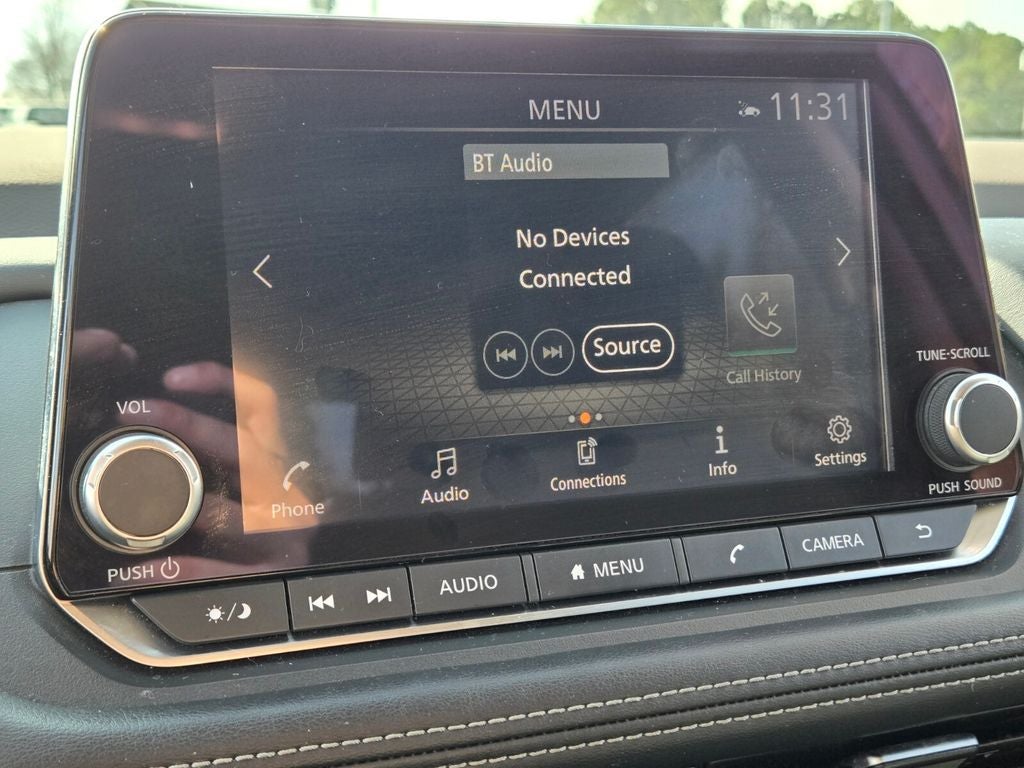 MENU
11:31
BT Audio
No Devices
Connected
Source
Call History
Phone
Audio
Connections
Info
Settings
VOL
PUSH
TUNE·SCROLL
PUSH SOUND
AUDIO
MENU
CAMERA